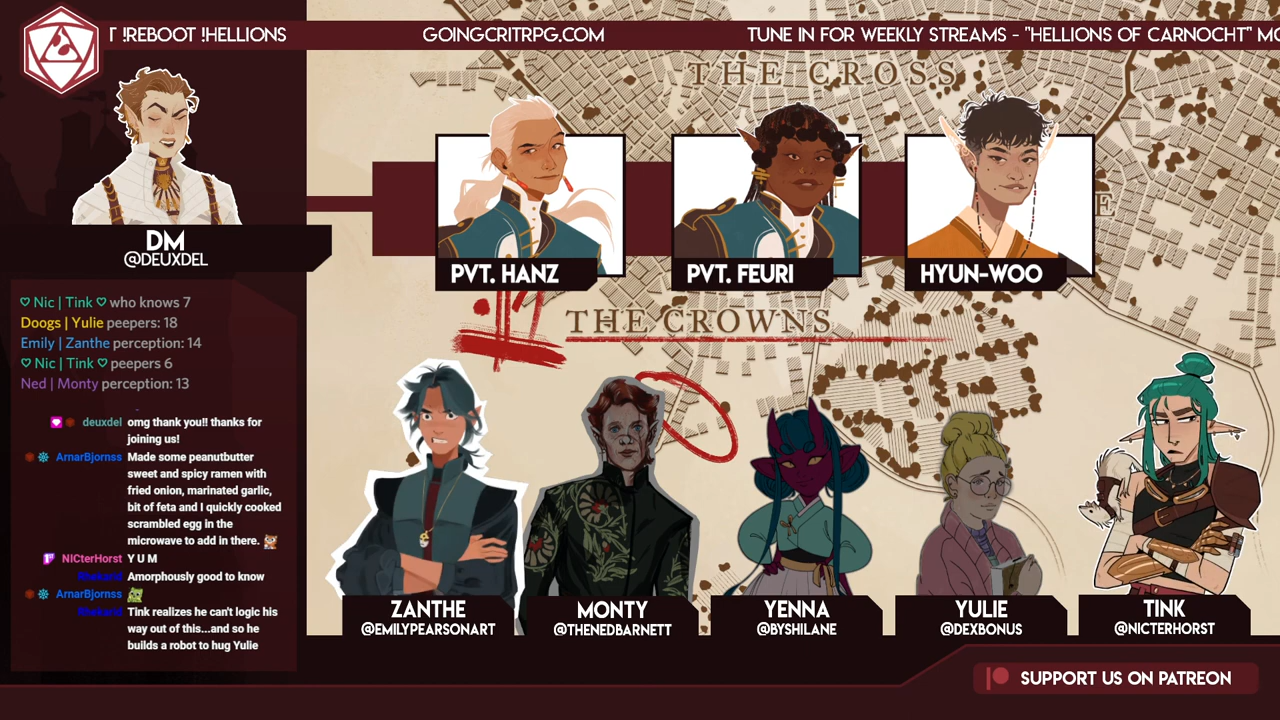 T !REBOOT !HELLIONS
GOINGCRITRPG.COM
TUNE IN FOR WEEKLY STREAMS - "HELLIONS OF CARNOCHT" MO
THE CROSS
E
DM
@DEUXDEL
PVT. HANZ
PVT. FEURI
HYUN-WOO
THE CROWNS
♡ Nic | Tink ♡ who knows 7
Doogs | Yulie peepers: 18
Emily | Zanthe perception: 14
♡ Nic | Tink ♡ peepers 6
Ned | Monty perception: 13
deuxdel omg thank you!! thanks for
joining us!
ArnarBjornss Made some peanutbutter
sweet and spicy ramen with
fried onion, marinated garlic,
bit of feta and I quickly cooked
scrambled egg in the
microwave to add in there.
NICterHorst Y U M
Amorphously good to know
ArnarBjornss
Tink realizes he can't logic his
way out of this...and so he
builds a robot to hug Yulie
ZANTHE
@EMILYPEARSONART
MONTY
@THENEDBARNETT
YENNA
@BYSHILANE
YULIE
@DEXBONUS
TINK
@NICTERHORST
SUPPORT US ON PATREON